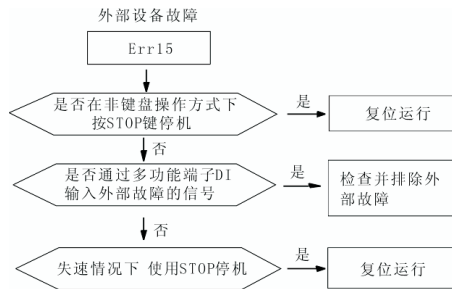 外部设备故障
Err15
是否在非键盘操作方式下
按STOP键停机
是
复位运行
否
是否通过多功能端子DI
输入外部故障的信号
是
检查并排除外
部故障
否
失速情况下 使用STOP停机
是
复位运行